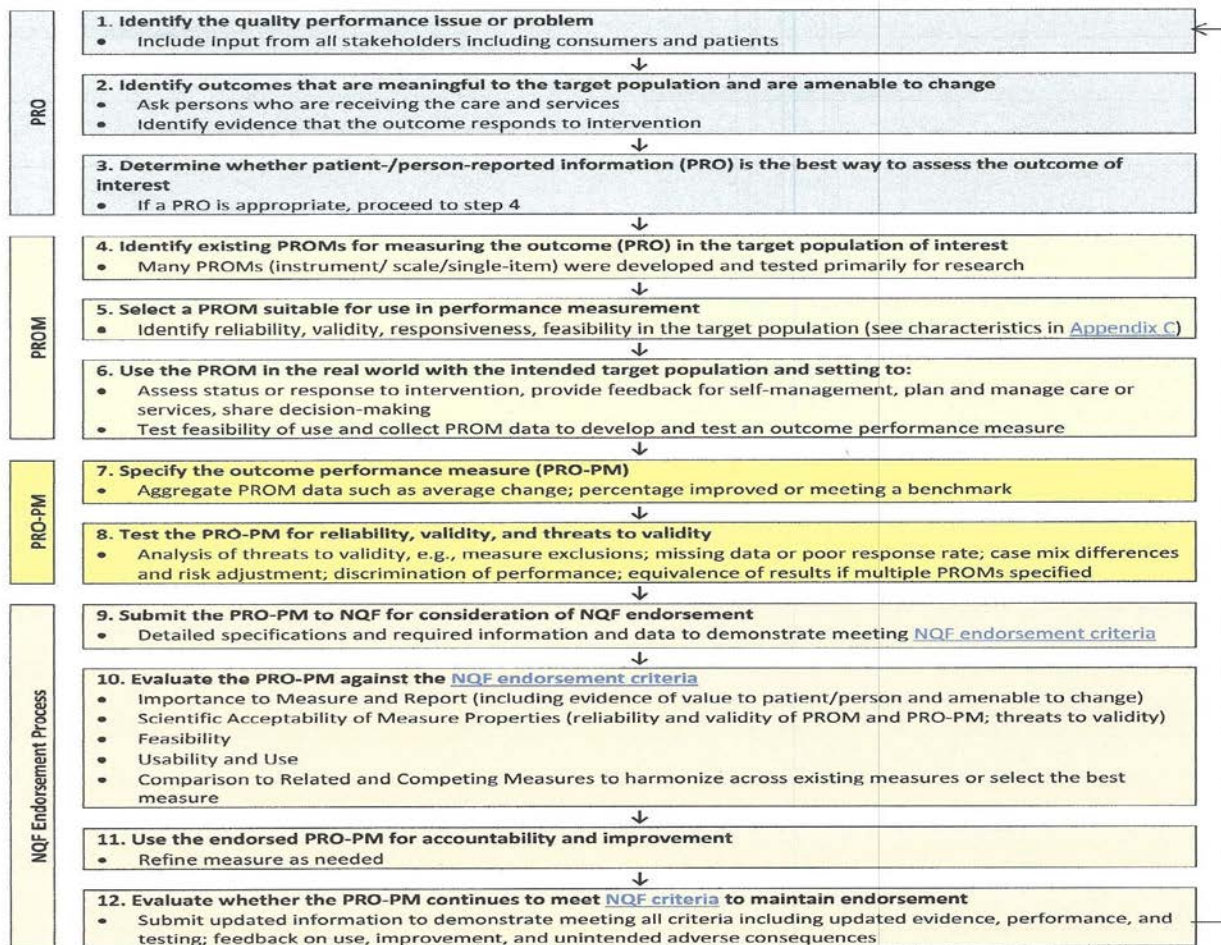 PRO
1. Identify the quality performance issue or problem
• Include input from all stakeholders including consumers and patients
2. Identify outcomes that are meaningful to the target population and are amenable to change
• Ask persons who are receiving the care and services
• Identify evidence that the outcome responds to intervention
3. Determine whether patient-/person-reported information (PRO) is the best way to assess the outcome of
interest
• If a PRO is appropriate, proceed to step 4
PROM
4. Identify existing PROMs for measuring the outcome (PRO) in the target population of interest
• Many PROMs (instrument/ scale/single-item) were developed and tested primarily for research
5. Select a PROM suitable for use in performance measurement
• Identify reliability, validity, responsiveness, feasibility in the target population (see characteristics in Appendix C)
6. Use the PROM in the real world with the intended target population and setting to:
• Assess status or response to intervention, provide feedback for self-management, plan and manage care or
services, share decision-making
• Test feasibility of use and collect PROM data to develop and test an outcome performance measure
PRO-PM
7. Specify the outcome performance measure (PRO-PM)
• Aggregate PROM data such as average change; percentage improved or meeting a benchmark
8. Test the PRO-PM for reliability, validity, and threats to validity
• Analysis of threats to validity, e.g., measure exclusions; missing data or poor response rate; case mix differences
and risk adjustment; discrimination of performance; equivalence of results if multiple PROMs specified
NQF Endorsement Process
9. Submit the PRO-PM to NQF for consideration of NQF endorsement
• Detailed specifications and required information and data to demonstrate meeting NQF endorsement criteria
10. Evaluate the PRO-PM against the NQF endorsement criteria
• Importance to Measure and Report (including evidence of value to patient/person and amenable to change)
• Scientific Acceptability of Measure Properties (reliability and validity of PROM and PRO-PM; threats to validity)
• Feasibility
• Usability and Use
• Comparison to Related and Competing Measures to harmonize across existing measures or select the best
measure
11. Use the endorsed PRO-PM for accountability and improvement
• Refine measure as needed
12. Evaluate whether the PRO-PM continues to meet NQF criteria to maintain endorsement
• Submit updated information to demonstrate meeting all criteria including updated evidence, performance, and
testing; feedback on use, improvement, and unintended adverse consequences